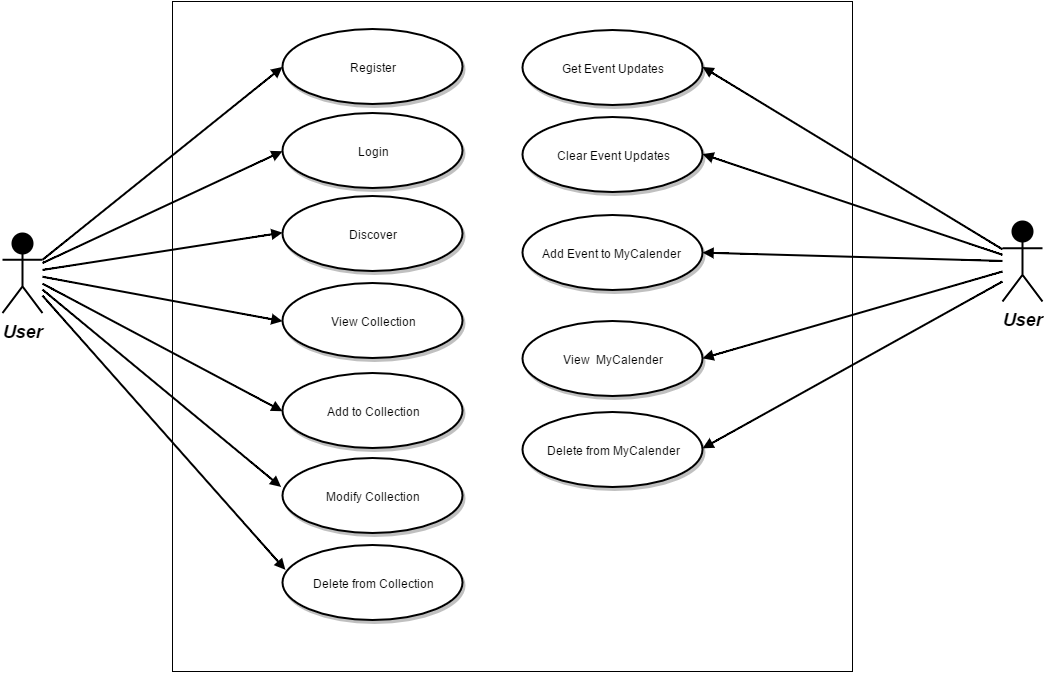 Register
Login
Discover
View Collection
Add to Collection
Modify Collection
Delete from Collection
User
Get Event Updates
Clear Event Updates
Add Event to MyCalender
View  MyCalender
Delete from MyCalender
User